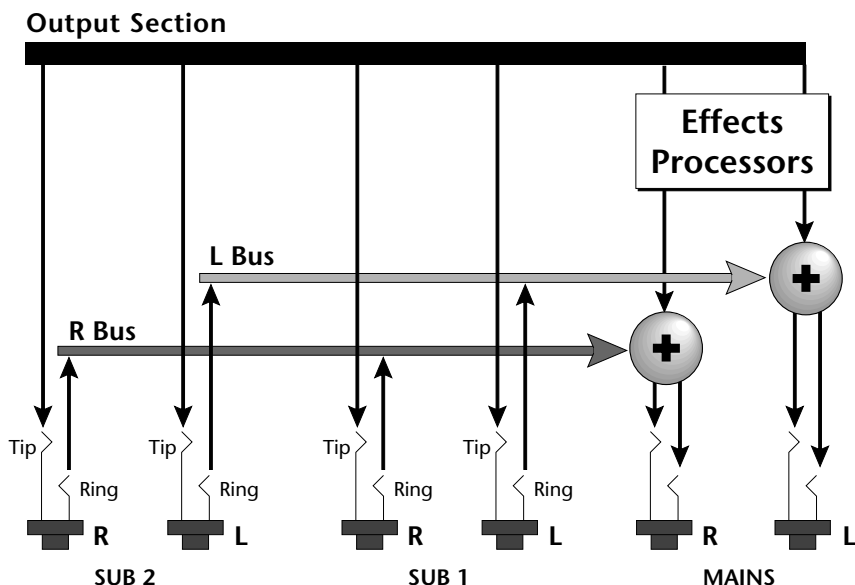 Output Section
Effects
Processors
L Bus
R Bus
Tip
Tip
Tip
Tip
Ring
Ring
Ring
Ring
R
L
R
L
R
L
SUB 2
SUB 1
MAINS